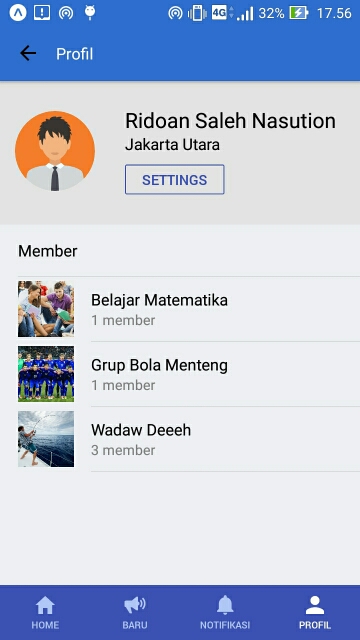 4G 32% 17.56
Profil
Ridoan Saleh Nasution
Jakarta Utara
SETTINGS
Member
Belajar Matematika
1 member
Grup Bola Menteng
1 member
Wadaw Deeeh
3 member
HOME BARU NOTIFIKASI PROFIL